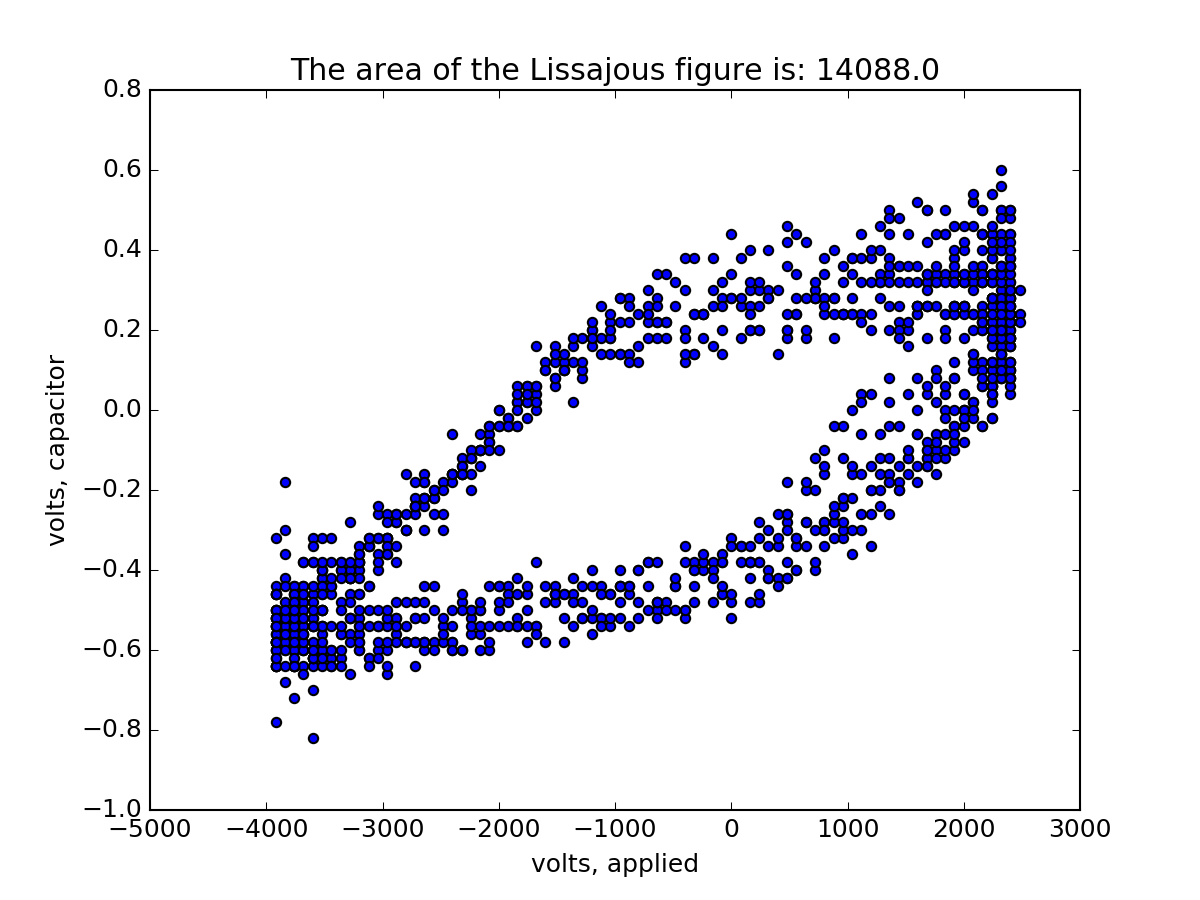 The area of the Lissajous figure is: 14088.0
0.8
0.6
0.4
0.2
0.0
−0.2
−0.4
−0.6
−0.8
−1.0
volts, capacitor
−5000 −4000 −3000 −2000 −1000 0 1000 2000 3000
volts, applied